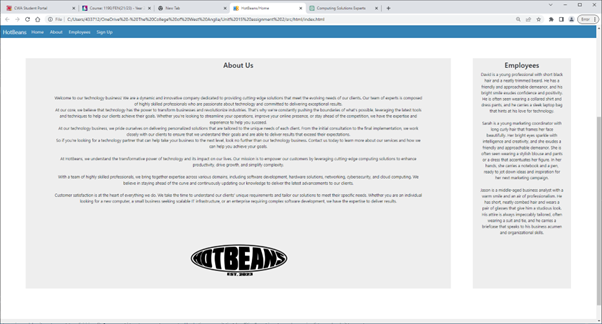 CWA Student Portal
Course: 1180/TEN(21/23) - Year
New Tab
HotBeans/Home
Computing Solutions Experts
File
HotBeans Home About Employees Sign Up
About Us
Welcome to our technology business! We are a dynamic and innovative company dedicated to providing cutting-edge solutions that meet the evolving needs of our clients. Our team of experts is composed
of highly skilled professionals who are passionate about technology and committed to delivering exceptional results.
At our core, we believe that technology has the power to transform businesses and revolutionize industries. That's why we're constantly pushing the boundaries of what's possible, leveraging the latest tools
and techniques to help our clients achieve their goals. Whether you're looking to streamline your operations, improve your online presence, or stay ahead of the competition, we have the expertise and
experience to help you succeed.
At our technology business, we pride ourselves on delivering personalized solutions that are tailored to the unique needs of each client. From the initial consultation to the final implementation, we work
closely with our clients to ensure that we understand their goals and are able to deliver results that exceed their expectations.
So if you're looking for a technology partner that can help take your business to the next level, look no further than our technology business. Contact us today to learn more about our services and how we
can help you achieve your goals.
At HotBeans, we understand the transformative power of technology and its impact on our lives. Our mission is to empower our customers by leveraging cutting-edge computing solutions to enhance
productivity, drive growth, and simplify complexity.
With a team of highly skilled professionals, we bring together expertise across various domains, including software development, hardware solutions, networking, cybersecurity, and cloud computing. We
believe in staying ahead of the curve and continuously updating our knowledge to deliver the latest advancements to our clients.
Customer satisfaction is at the heart of everything we do. We take the time to understand our clients' unique requirements and tailor our solutions to meet their specific needs. Whether you are an individual
looking for a new computer, a small business seeking scalable IT infrastructure, or an enterprise requiring complex software development, we have the expertise to deliver results.
HOTBEANS
EST. 2023
Employees
David is a young professional with short black
hair and a neatly trimmed beard. He has a
friendly and approachable demeanor, and his
bright smile exudes confidence and positivity.
He is often seen wearing a collared shirt and
dress pants, and he carries a sleek laptop bag
that hints at his love for technology.
Sarah is a young marketing coordinator with
long curly hair that frames her face
beautifully. Her bright eyes sparkle with
intelligence and creativity, and she exudes a
friendly and approachable demeanor. She is
often seen wearing a stylish blouse and pants
or a dress that accentuates her figure. In her
hands, she carries a notebook and a pen,
ready to jot down ideas and inspiration for
her next marketing campaign.
Jason is a middle-aged business analyst with a
warm smile and an air of professionalism. He
has short, neatly combed hair and wears a
pair of glasses that give him a studious look.
His attire is always impeccably tailored, often
wearing a suit and tie, and he carries a
briefcase that speaks to his business acumen
and organizational skills.